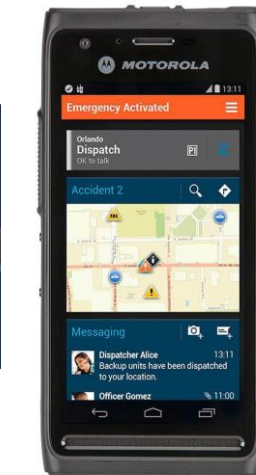 MOTOROLA
13:11
Emergency Activated
Orlando
Dispatch
OK to talk
Accident 2
Messaging
Dispatcher Alice 13:11
Backup units have been dispatched
to your location.
Officer Gomez 11:00